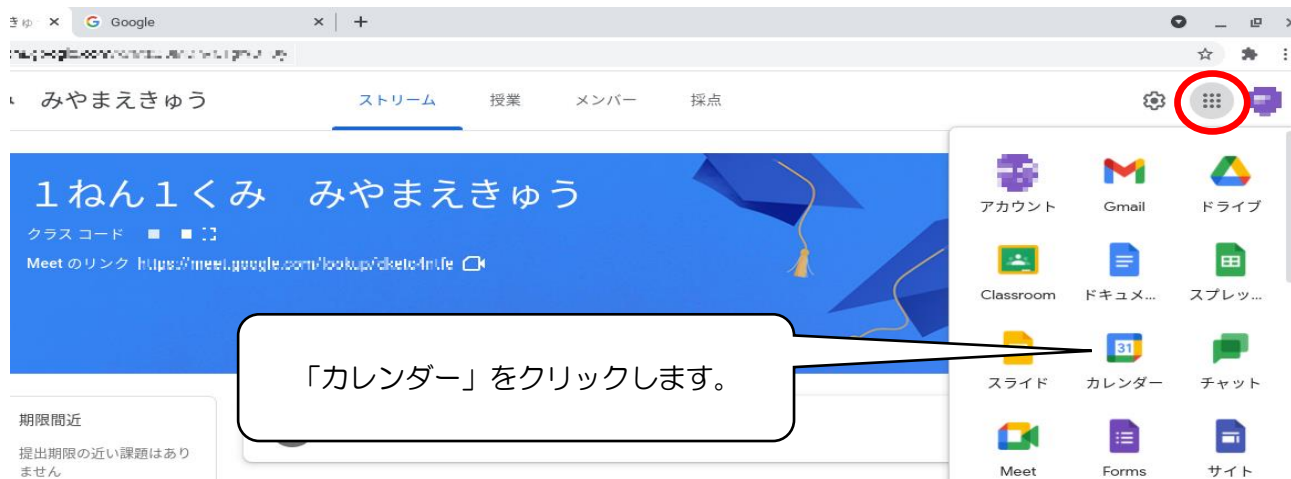 きゅ
Google
みやまえきゅう
ストリーム 授業 メンバー 採点
1ねん1くみ みやまえきゅう
クラス コード
Meet のリンク
アカウント Gmail ドライブ
Classroom ドキュメ... スプレッ...
31
スライド カレンダー チャット
Meet Forms サイト
「カレンダー」をクリックします。
期限間近
提出期限の近い課題はあり
ません